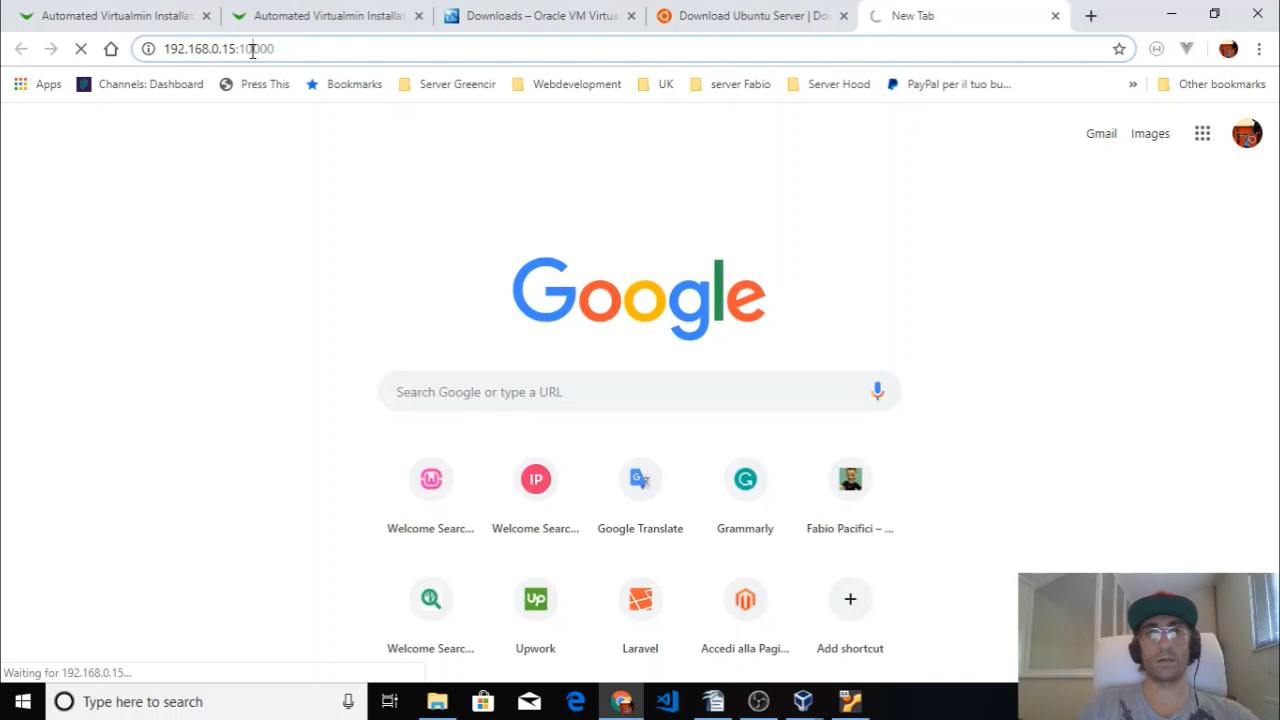 Automated Virtualmin Installat
Automated Virtualmin Installat
Downloads – Oracle VM Virtua
Download Ubuntu Server | Do
New Tab
192.168.0.15:10000
Apps
Channels: Dashboard
Press This
Bookmarks
Server Greencir
Webdevelopment
UK
server Fabio
Server Hood
PayPal per il tuo bu...
»
Other bookmarks
Gmail
Images
Google
Search Google or type a URL
IP
Welcome Searc...
Welcome Searc...
Google Translate
Grammarly
Fabio Pacifici – ...
Up
Welcome Searc...
Upwork
Laravel
Accedi alla Pagi...
Add shortcut
Waiting for 192.168.0.15...
Type here to search